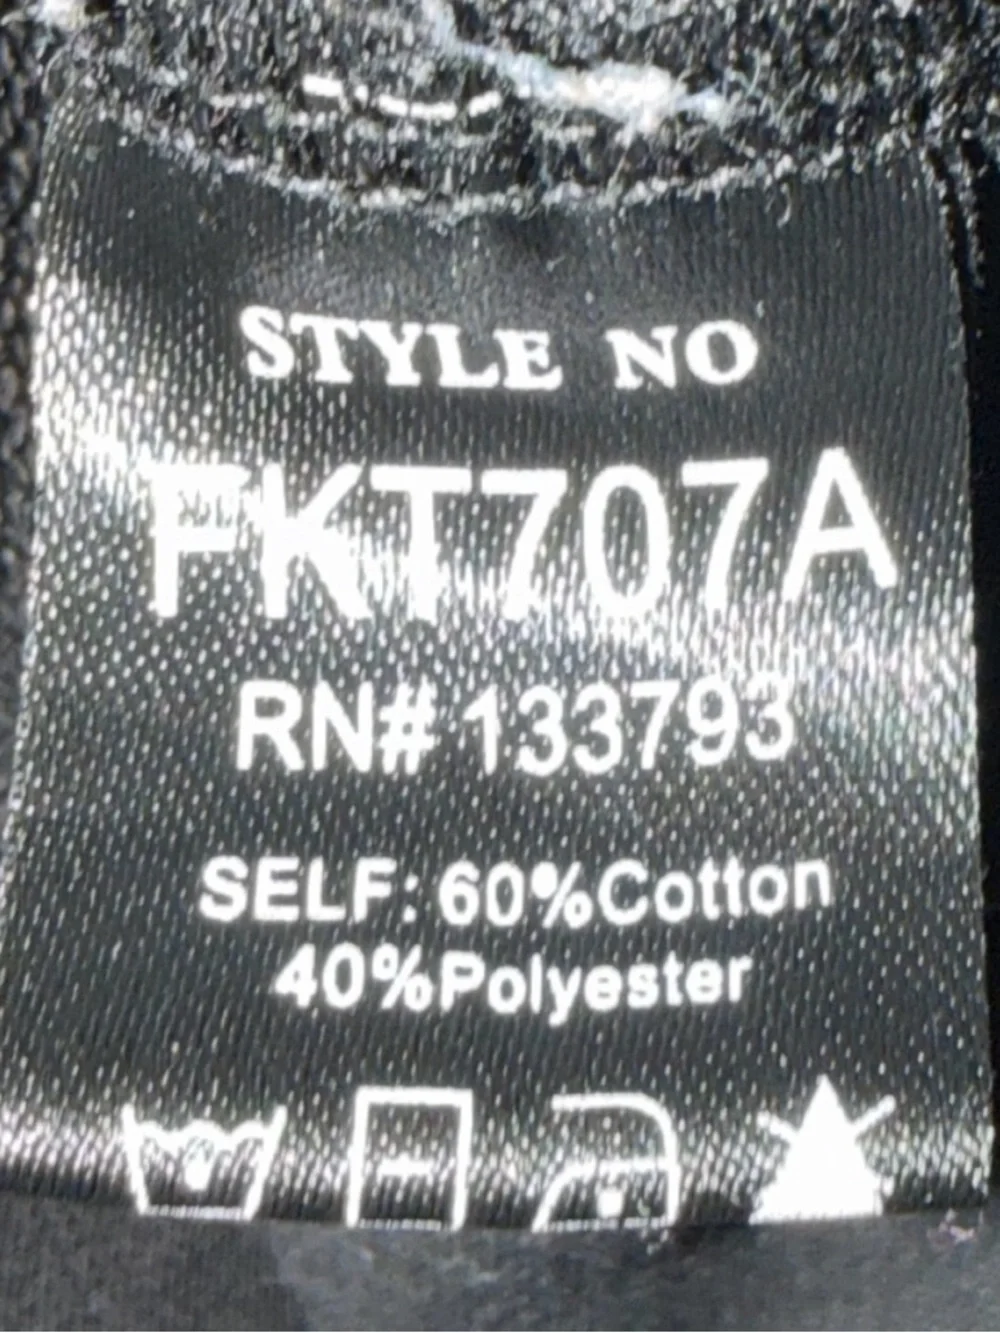 STYLE NO
FKT707A
RN# 133793
SELF: 60%Cotton
40%Polyester